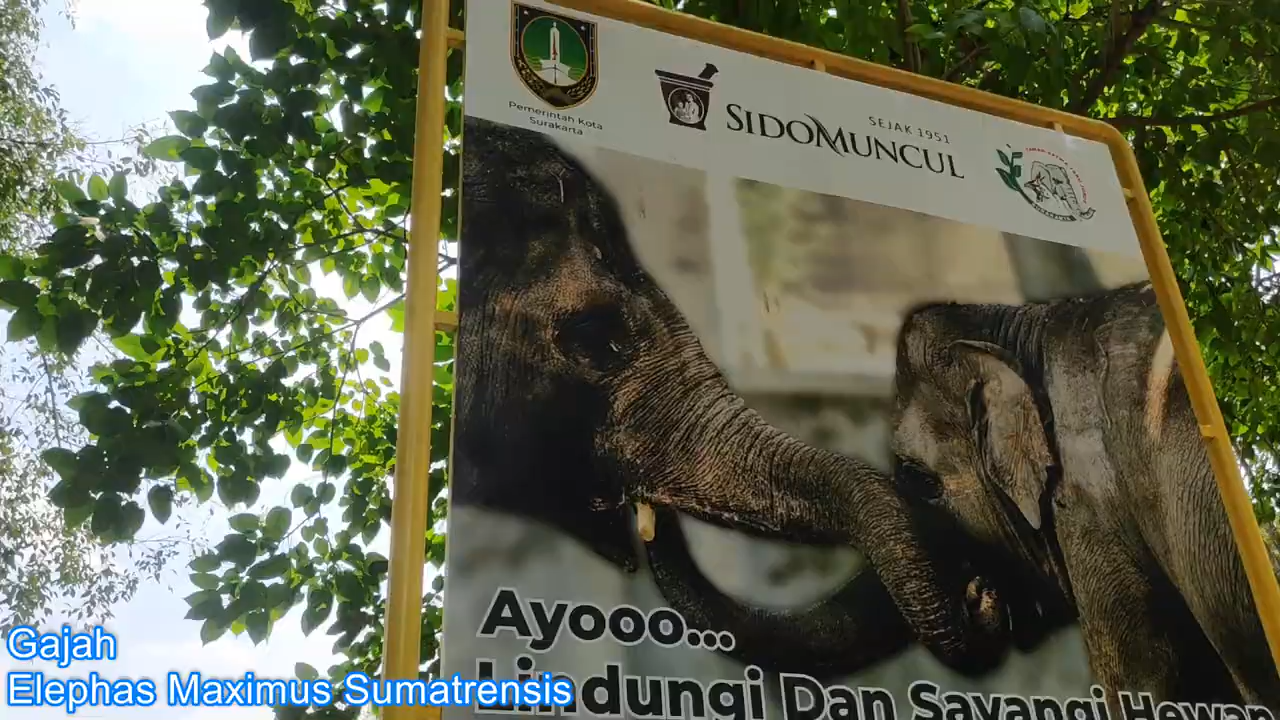 Pemerintah Kota
Surakarta
SEJAK 1951
SIDOMUNCUL
Ayooo...
Lindungi Dan Sayangi Hewan
Gajah
Elephas Maximus Sumatrensis